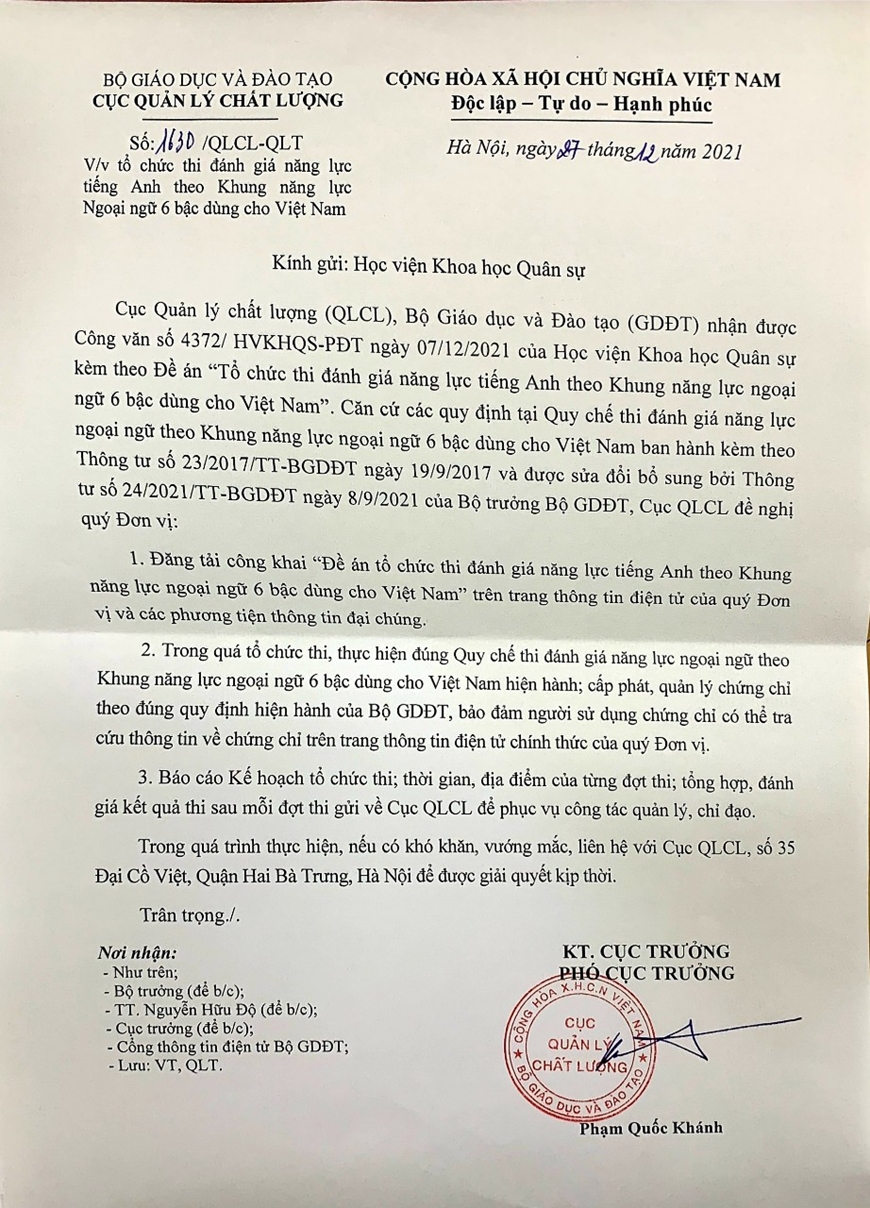 BỘ GIÁO DỤC VÀ ĐÀO TẠO
CỤC QUẢN LÝ CHẤT LƯỢNG
Số: 1630 /QLCL-QLT
V/v tổ chức thi đánh giá năng lực
tiếng Anh theo Khung năng lực
Ngoại ngữ 6 bậc dùng cho Việt Nam
CỘNG HÒA XÃ HỘI CHỦ NGHĨA VIỆT NAM
Độc lập – Tự do – Hạnh phúc
Hà Nội, ngày 27 tháng 12 năm 2021
Kính gửi: Học viện Khoa học Quân sự
Cục Quản lý chất lượng (QLCL), Bộ Giáo dục và Đào tạo (GDĐT) nhận được
Công văn số 4372/ HVKHQS-PĐT ngày 07/12/2021 của Học viện Khoa học Quân sự
kèm theo Đề án “Tổ chức thi đánh giá năng lực tiếng Anh theo Khung năng lực ngoại
ngữ 6 bậc dùng cho Việt Nam”. Căn cứ các quy định tại Quy chế thi đánh giá năng lực
ngoại ngữ theo Khung năng lực ngoại ngữ 6 bậc dùng cho Việt Nam ban hành kèm theo
Thông tư số 23/2017/TT-BGDĐT ngày 19/9/2017 và được sửa đổi bổ sung bởi Thông
tư số 24/2021/TT-BGDĐT ngày 8/9/2021 của Bộ trưởng Bộ GDĐT, Cục QLCL đề nghị
quý Đơn vị:
1. Đăng tải công khai “Đề án tổ chức thi đánh giá năng lực tiếng Anh theo Khung
năng lực ngoại ngữ 6 bậc dùng cho Việt Nam” trên trang thông tin điện tử của quý Đơn
vị và các phương tiện thông tin đại chúng.
2. Trong quá tổ chức thi, thực hiện đúng Quy chế thi đánh giá năng lực ngoại ngữ theo
Khung năng lực ngoại ngữ 6 bậc dùng cho Việt Nam hiện hành; cấp phát, quản lý chứng chỉ
theo đúng quy định hiện hành của Bộ GDĐT, bảo đảm người sử dụng chứng chỉ có thể tra
cứu thông tin về chứng chỉ trên trang thông tin điện tử chính thức của quý Đơn vị.
3. Báo cáo Kế hoạch tổ chức thi; thời gian, địa điểm của từng đợt thi; tổng hợp, đánh
giá kết quả thi sau mỗi đợt thi gửi về Cục QLCL để phục vụ công tác quản lý, chỉ đạo.
Trong quá trình thực hiện, nếu có khó khăn, vướng mắc, liên hệ với Cục QLCL, số 35
Đại Cồ Việt, Quận Hai Bà Trưng, Hà Nội để được giải quyết kịp thời.
Trân trọng./.
Nơi nhận:
- Như trên;
- Bộ trưởng (để b/c);
- TT. Nguyễn Hữu Độ (để b/c);
- Cục trưởng (để b/c);
- Cổng thông tin điện tử Bộ GDĐT;
- Lưu: VT, QLT.
KT. CỤC TRƯỞNG
PHÓ CỤC TRƯỞNG
CỘNG HÒA X.H.C.N VIỆT NAM
CỤC
QUẢN LÝ
CHẤT LƯỢNG
BỘ GIÁO DỤC VÀ ĐÀO TẠO
Phạm Quốc Khánh